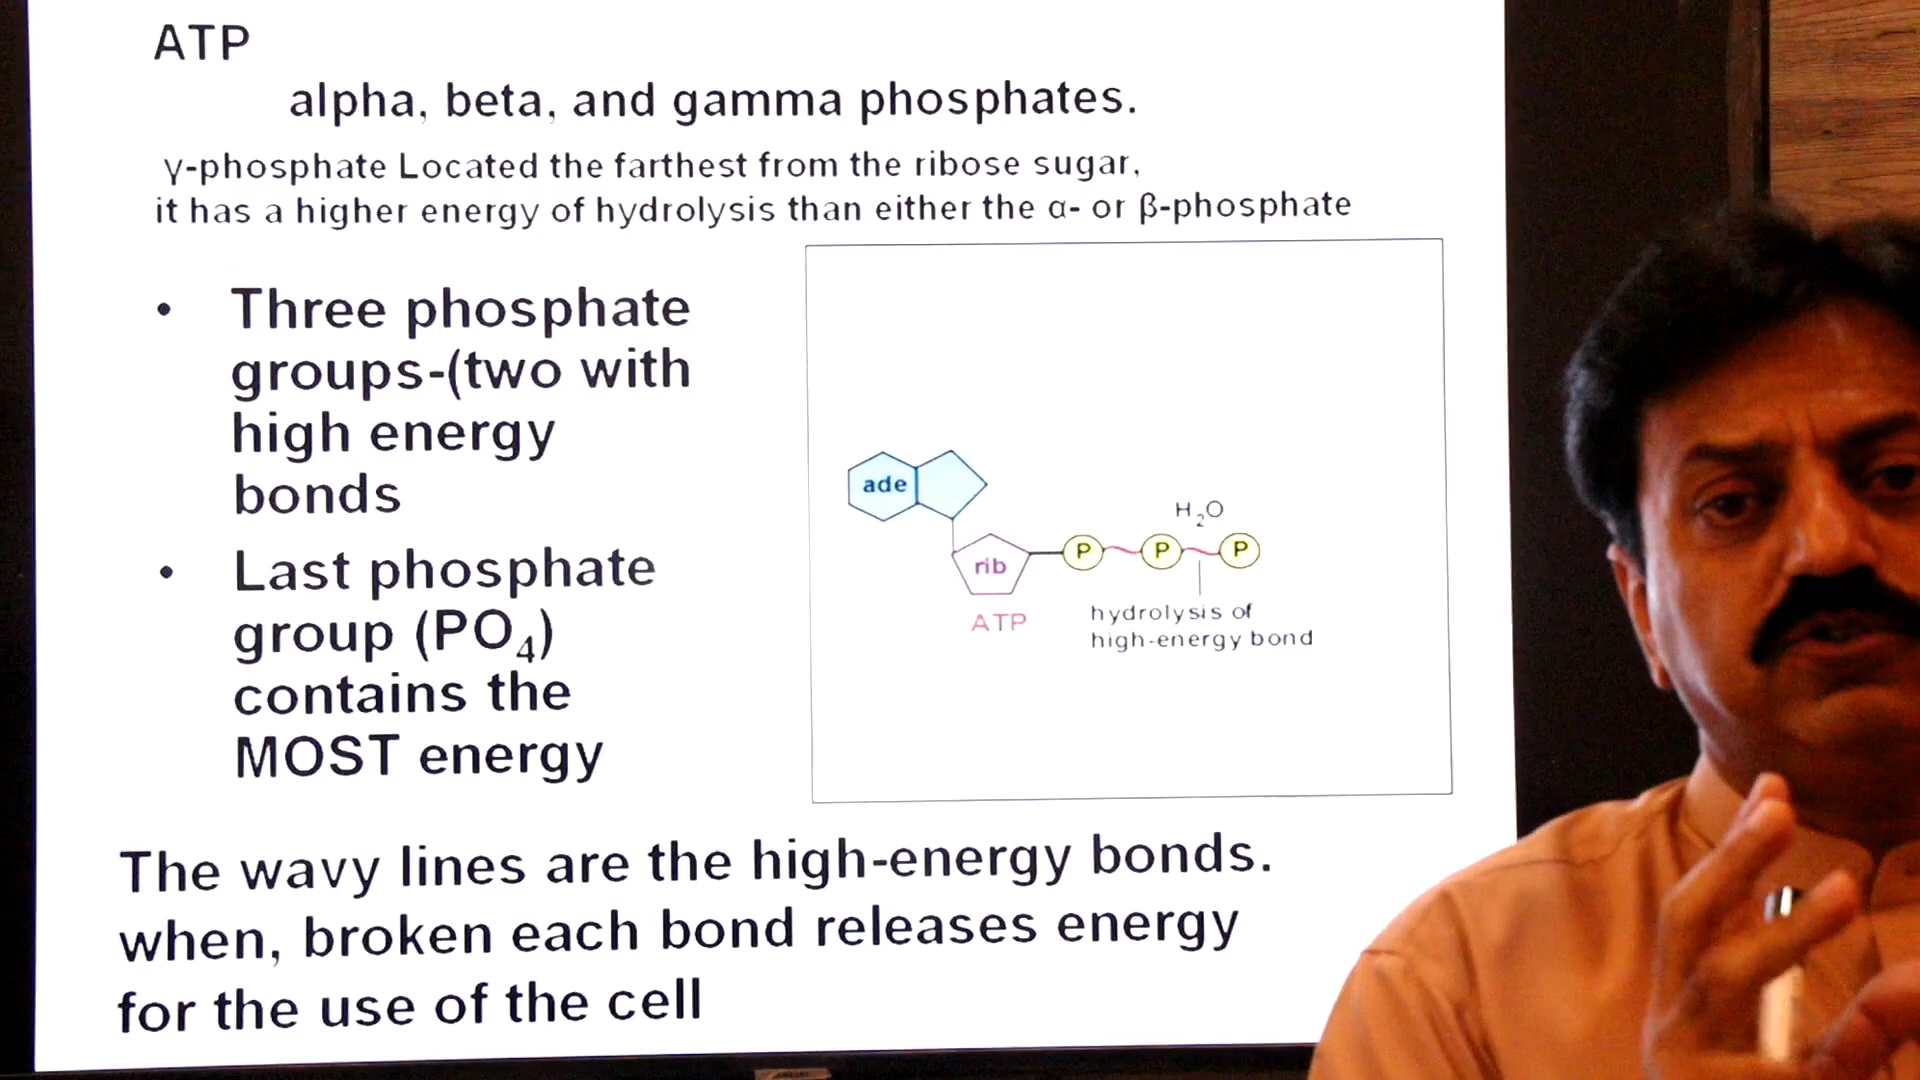 ATP
alpha, beta, and gamma phosphates.
γ-phosphate Located the farthest from the ribose sugar,
it has a higher energy of hydrolysis than either the α- or β-phosphate
• Three phosphate
groups-(two with
high energy
bonds
• Last phosphate
group (PO₄)
contains the
MOST energy
ade
rib
P P P
H₂O
ATP
hydrolysis of
high-energy bond
The wavy lines are the high-energy bonds.
when, broken each bond releases energy
for the use of the cell